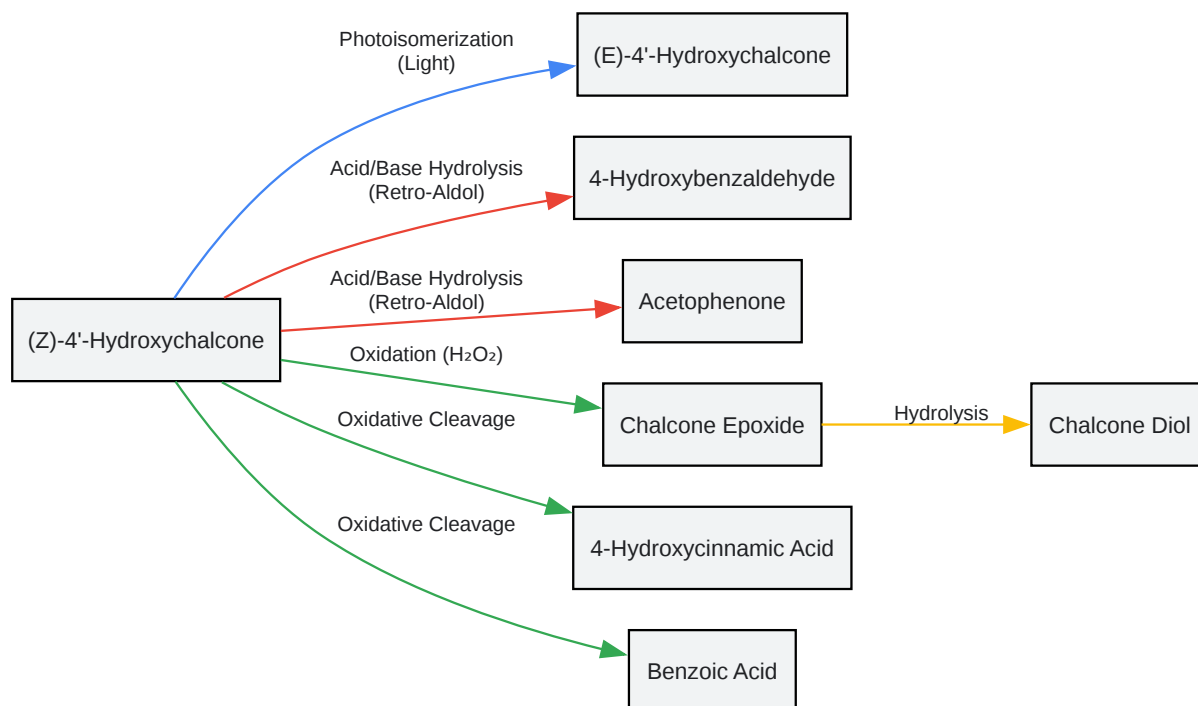 Photoisomerization
(Light)
(E)-4'-Hydroxychalcone
Acid/Base Hydrolysis
(Retro-Aldol)
4-Hydroxybenzaldehyde
Acid/Base Hydrolysis
(Retro-Aldol)
Acetophenone
(Z)-4'-Hydroxychalcone
Oxidation (H₂O₂)
Chalcone Epoxide
Hydrolysis
Chalcone Diol
Oxidative Cleavage
4-Hydroxycinnamic Acid
Oxidative Cleavage
Benzoic Acid